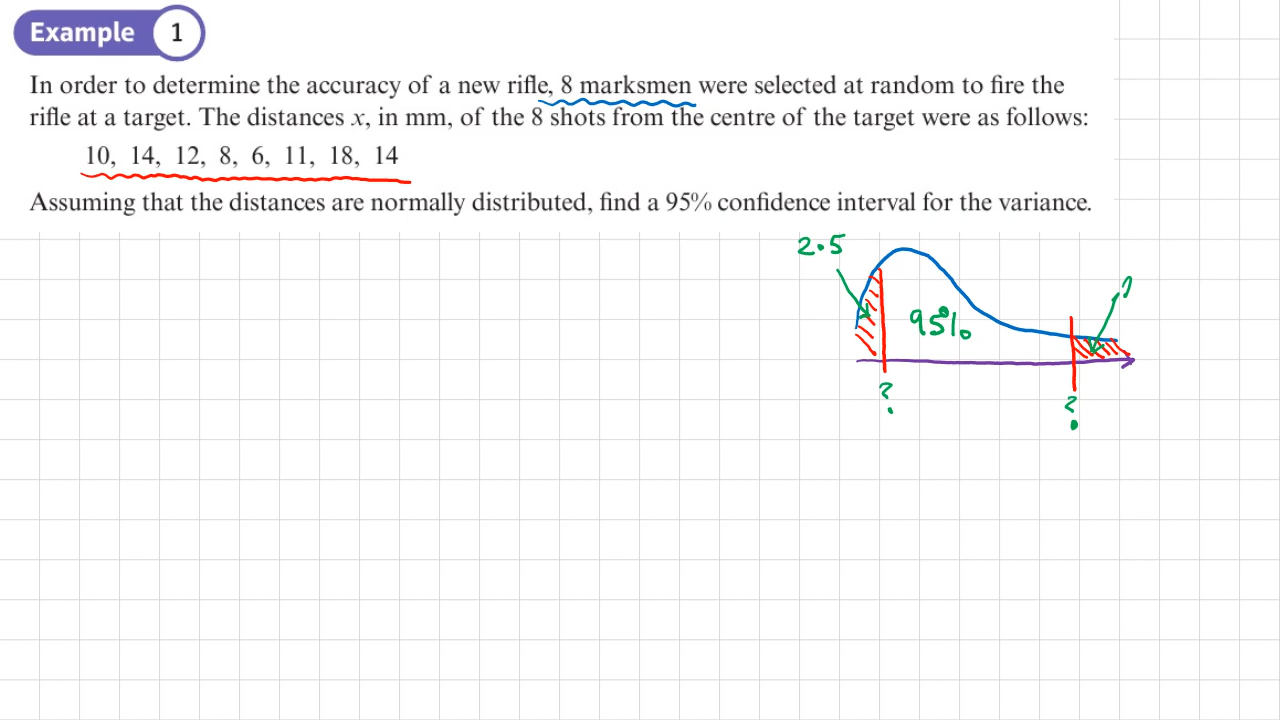 Example 1
In order to determine the accuracy of a new rifle, 8 marksmen were selected at random to fire the
rifle at a target. The distances x, in mm, of the 8 shots from the centre of the target were as follows:
10, 14, 12, 8, 6, 11, 18, 14
Assuming that the distances are normally distributed, find a 95% confidence interval for the variance.
2.5
95%
?
?